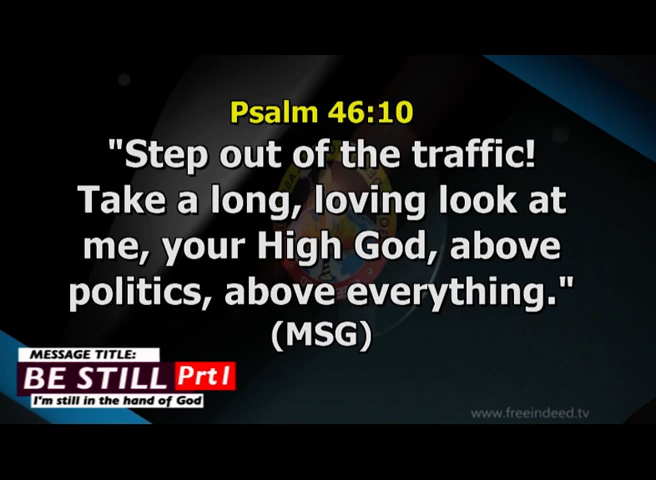 Psalm 46:10
"Step out of the traffic!
Take a long, loving look at
me, your High God, above
politics, above everything."
(MSG)
MESSAGE TITLE:
BE STILL Prt I
I'm still in the hand of God
www.freeindeed.tv